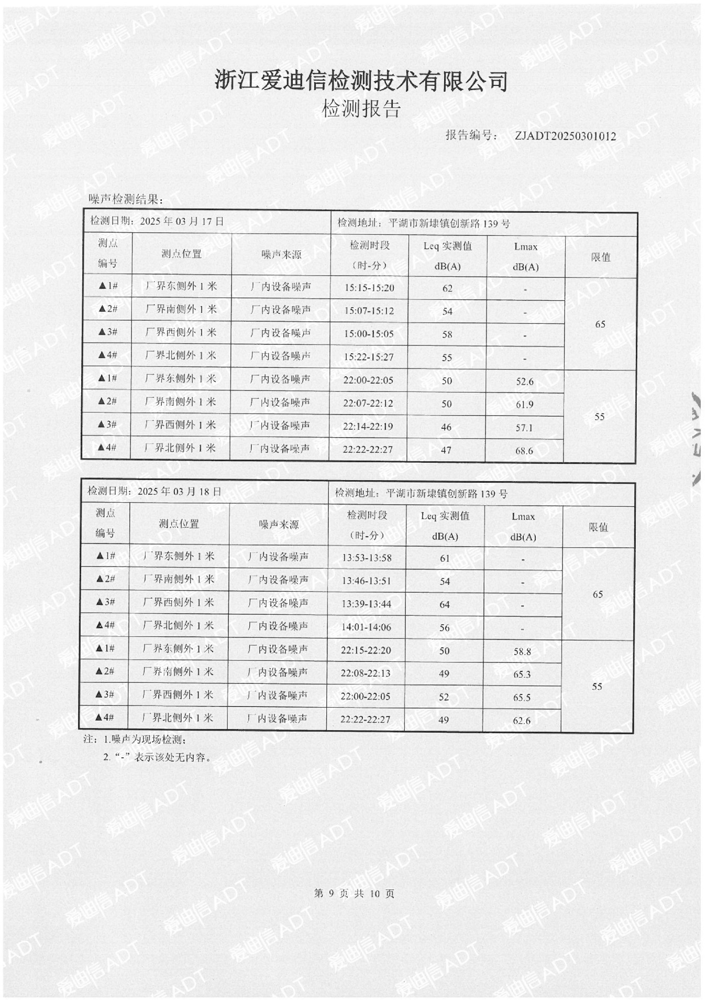 浙江爱迪信检测技术有限公司
检测报告
报告编号： ZJADT20250301012
噪声检测结果：
检测日期：2025 年 03 月 17 日 检测地址：平湖市新埭镇创新路 139 号
测点编号 测点位置 噪声来源 检测时段（时-分） Leq 实测值 dB(A) Lmax dB(A) 限值
▲1# 厂界东侧外 1 米 厂内设备噪声 15:15-15:20 62 - 65
▲2# 厂界南侧外 1 米 厂内设备噪声 15:07-15:12 54 -
▲3# 厂界西侧外 1 米 厂内设备噪声 15:00-15:05 58 -
▲4# 厂界北侧外 1 米 厂内设备噪声 15:22-15:27 55 -
▲1# 厂界东侧外 1 米 厂内设备噪声 22:00-22:05 50 52.6 55
▲2# 厂界南侧外 1 米 厂内设备噪声 22:07-22:12 50 61.9
▲3# 厂界西侧外 1 米 厂内设备噪声 22:14-22:19 46 57.1
▲4# 厂界北侧外 1 米 厂内设备噪声 22:22-22:27 47 68.6
检测日期：2025 年 03 月 18 日 检测地址：平湖市新埭镇创新路 139 号
测点编号 测点位置 噪声来源 检测时段（时-分） Leq 实测值 dB(A) Lmax dB(A) 限值
▲1# 厂界东侧外 1 米 厂内设备噪声 13:53-13:58 61 - 65
▲2# 厂界南侧外 1 米 厂内设备噪声 13:46-13:51 54 -
▲3# 厂界西侧外 1 米 厂内设备噪声 13:39-13:44 64 -
▲4# 厂界北侧外 1 米 厂内设备噪声 14:01-14:06 56 -
▲1# 厂界东侧外 1 米 厂内设备噪声 22:15-22:20 50 58.8 55
▲2# 厂界南侧外 1 米 厂内设备噪声 22:08-22:13 49 65.3
▲3# 厂界西侧外 1 米 厂内设备噪声 22:00-22:05 52 65.5
▲4# 厂界北侧外 1 米 厂内设备噪声 22:22-22:27 49 62.6
注：1.噪声为现场检测；
2.“-”表示该处无内容。
第 9 页 共 10 页
爱迪信ADT